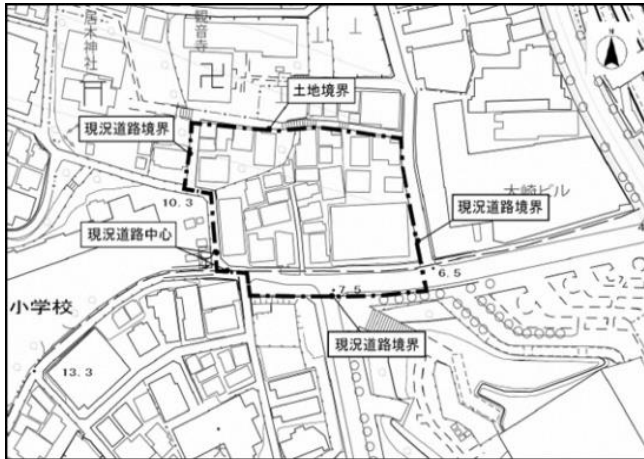 居木神社
観音寺
N
土地境界
現況道路境界
大崎ビル
10.3
現況道路境界
現況道路中心
6.5
7.5
小学校
現況道路境界
13.3